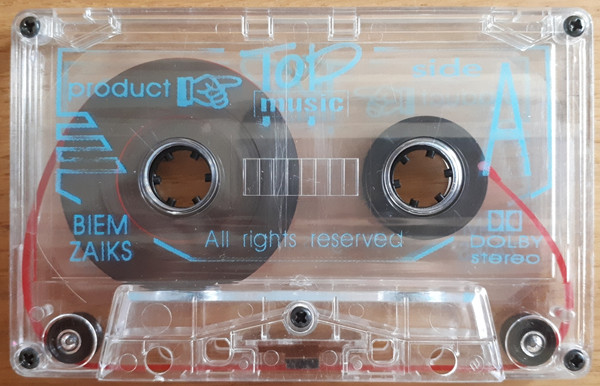 product
TOP
music
side
A
BIEM
ZAIKS
All rights reserved
DOLBY
stereo